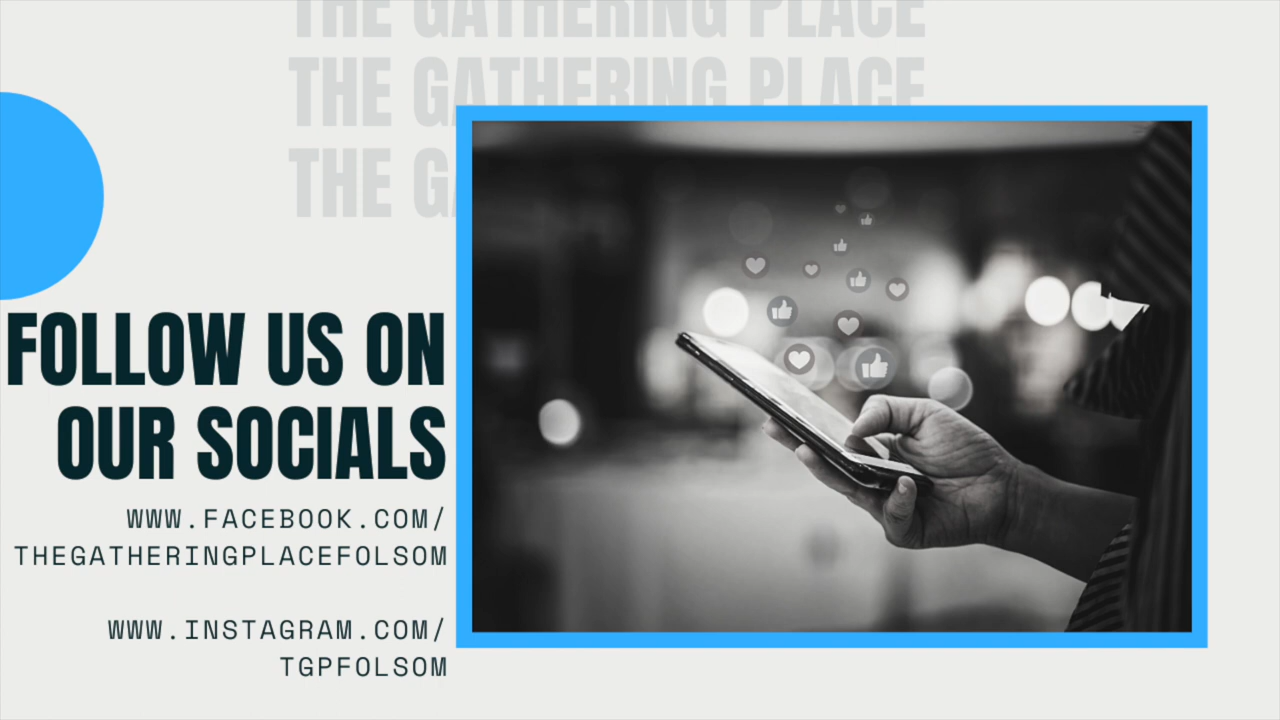 THE GATHERING PLACE
THE GATHERING PLACE
THE
FOLLOW US ON
OUR SOCIALS
WWW.FACEBOOK.COM/
THEGATHERINGPLACEFOLSOM
WWW.INSTAGRAM.COM/
TGPFOLSOM